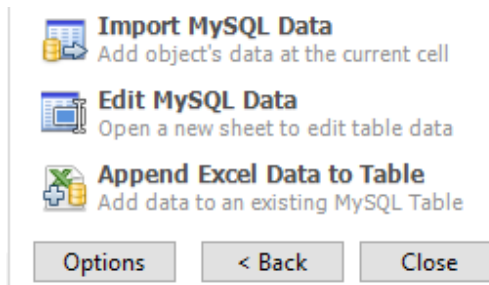 Import MySQL Data
Add object's data at the current cell
Edit MySQL Data
Open a new sheet to edit table data
Append Excel Data to Table
Add data to an existing MySQL Table
Options < Back Close